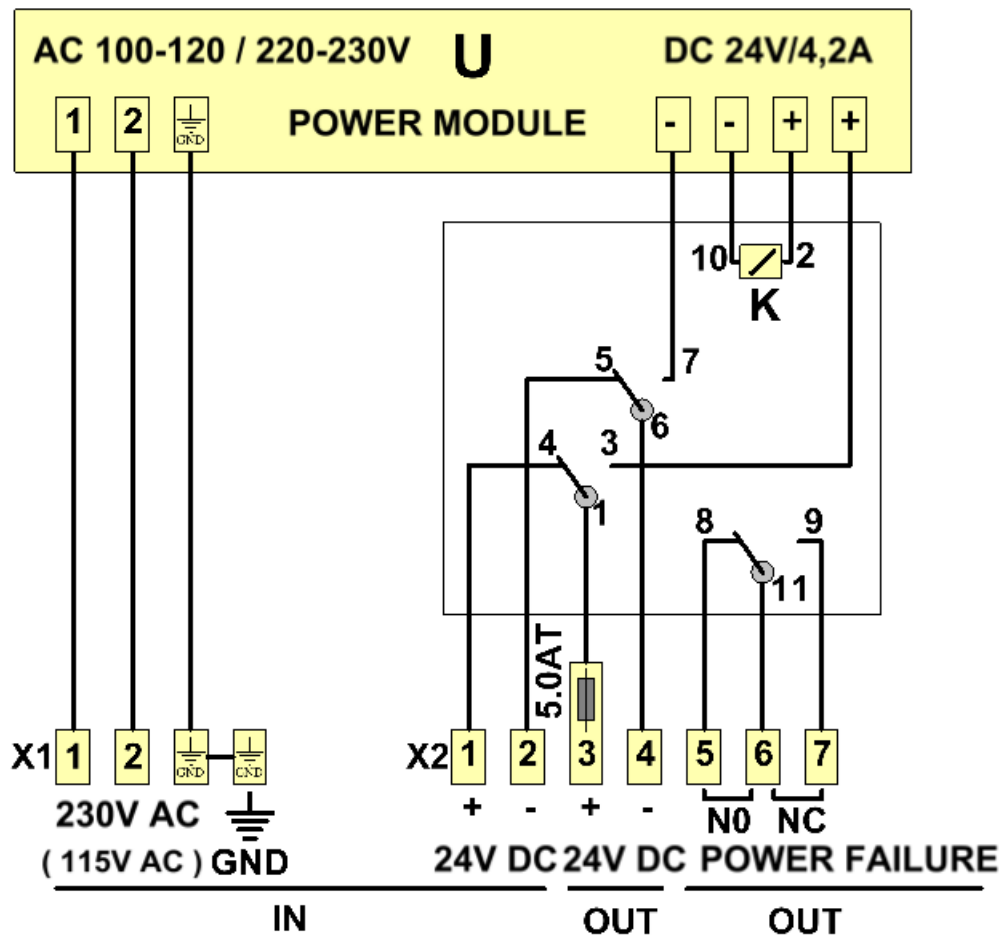 AC 100-120 / 220-230V U DC 24V/4,2A
1 2 GND POWER MODULE - - + +
10 2
K
5 7
6
4 3
1
8 9
11
5.0AT
X1 1 2 GND GND X2 1 2 3 4 5 6 7
+ - + -
230V AC N0 NC
( 115V AC ) GND 24V DC 24V DC POWER FAILURE
IN OUT OUT